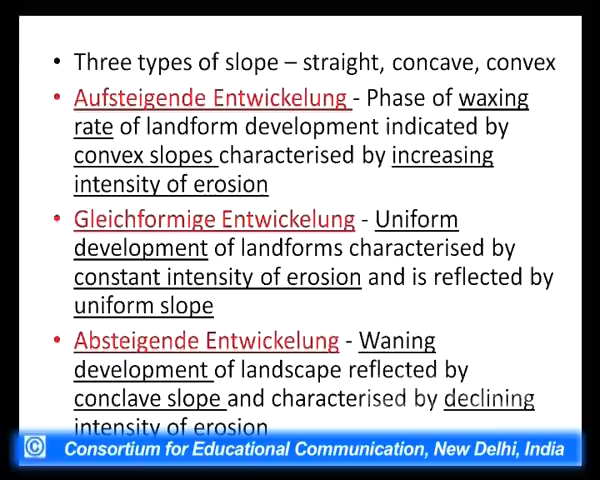 • Three types of slope – straight, concave, convex
• Aufsteigende Entwickelung - Phase of waxing
rate of landform development indicated by
convex slopes characterised by increasing
intensity of erosion
• Gleichformige Entwickelung - Uniform
development of landforms characterised by
constant intensity of erosion and is reflected by
uniform slope
• Absteigende Entwickelung - Waning
development of landscape reflected by
conclave slope and characterised by declining
intensity of erosion
© Consortium for Educational Communication, New Delhi, India